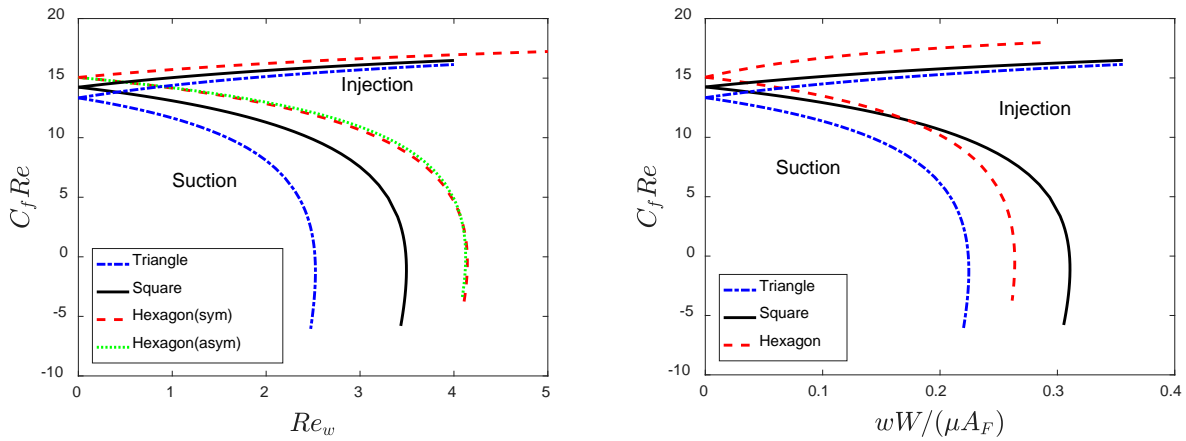 20
15
10
5
0
-5
-10
C_f Re
Injection
Suction
Triangle
Square
Hexagon(sym)
Hexagon(asym)
0 1 2 3 4 5
Re_w
20
15
10
5
0
-5
-10
C_f Re
Injection
Suction
Triangle
Square
Hexagon
0 0.1 0.2 0.3 0.4
wW/(μA_F)